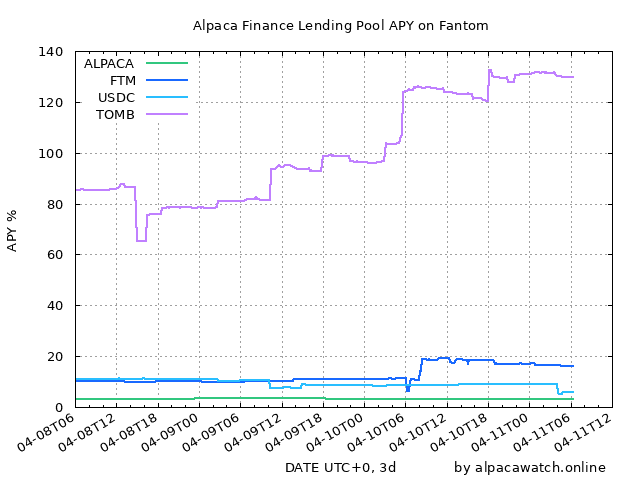 Alpaca Finance Lending Pool APY on Fantom
140
120
100
80
60
40
20
0
APY %
ALPACA
FTM
USDC
TOMB
04-08T06
04-08T12
04-08T18
04-09T00
04-09T06
04-09T12
04-09T18
04-10T00
04-10T06
04-10T12
04-10T18
04-11T00
04-11T06
04-11T12
DATE UTC+0, 3d
by alpacawatch.online